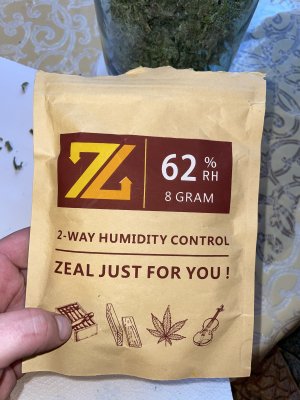 62 %
RH
8 GRAM
2-WAY HUMIDITY CONTROL
ZEAL JUST FOR YOU !